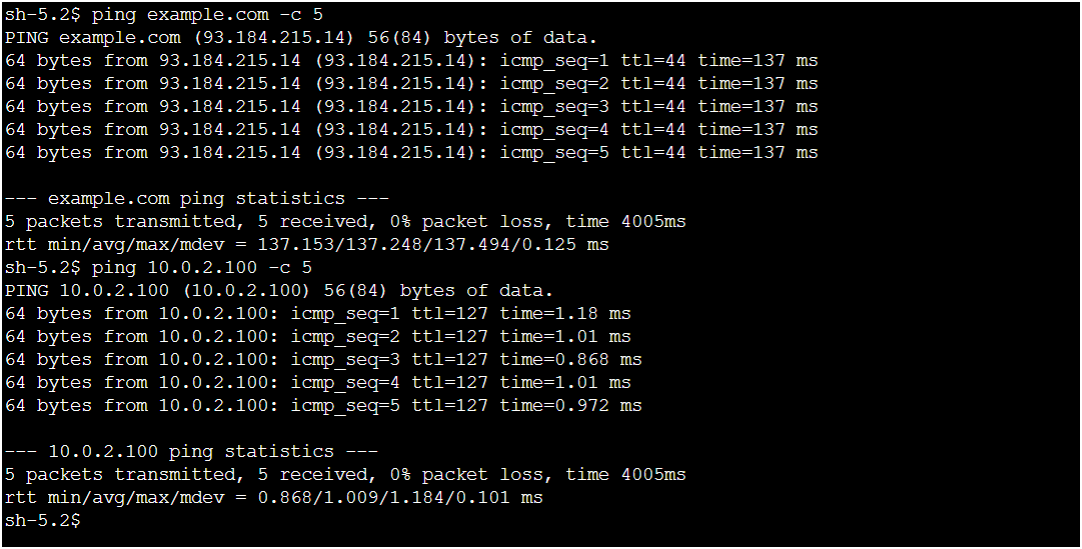 sh-5.2$ ping example.com -c 5
PING example.com (93.184.215.14) 56(84) bytes of data.
64 bytes from 93.184.215.14 (93.184.215.14): icmp_seq=1 ttl=44 time=137 ms
64 bytes from 93.184.215.14 (93.184.215.14): icmp_seq=2 ttl=44 time=137 ms
64 bytes from 93.184.215.14 (93.184.215.14): icmp_seq=3 ttl=44 time=137 ms
64 bytes from 93.184.215.14 (93.184.215.14): icmp_seq=4 ttl=44 time=137 ms
64 bytes from 93.184.215.14 (93.184.215.14): icmp_seq=5 ttl=44 time=137 ms
--- example.com ping statistics ---
5 packets transmitted, 5 received, 0% packet loss, time 4005ms
rtt min/avg/max/mdev = 137.153/137.248/137.494/0.125 ms
sh-5.2$ ping 10.0.2.100 -c 5
PING 10.0.2.100 (10.0.2.100) 56(84) bytes of data.
64 bytes from 10.0.2.100: icmp_seq=1 ttl=127 time=1.18 ms
64 bytes from 10.0.2.100: icmp_seq=2 ttl=127 time=1.01 ms
64 bytes from 10.0.2.100: icmp_seq=3 ttl=127 time=0.868 ms
64 bytes from 10.0.2.100: icmp_seq=4 ttl=127 time=1.01 ms
64 bytes from 10.0.2.100: icmp_seq=5 ttl=127 time=0.972 ms
--- 10.0.2.100 ping statistics ---
5 packets transmitted, 5 received, 0% packet loss, time 4005ms
rtt min/avg/max/mdev = 0.868/1.009/1.184/0.101 ms
sh-5.2$